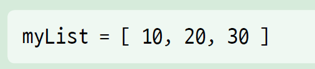 myList = [ 10, 20, 30 ]